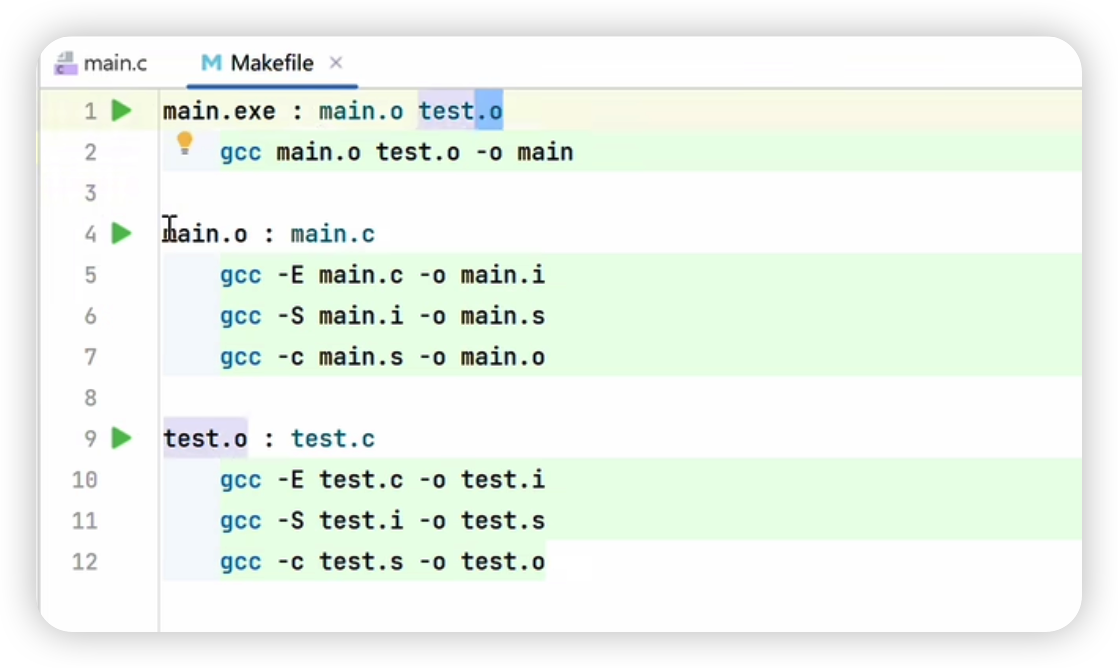 main.c
Makefile ×
1 main.exe : main.o test.o
2 gcc main.o test.o -o main
3
4 main.o : main.c
5 gcc -E main.c -o main.i
6 gcc -S main.i -o main.s
7 gcc -c main.s -o main.o
8
9 test.o : test.c
10 gcc -E test.c -o test.i
11 gcc -S test.i -o test.s
12 gcc -c test.s -o test.o